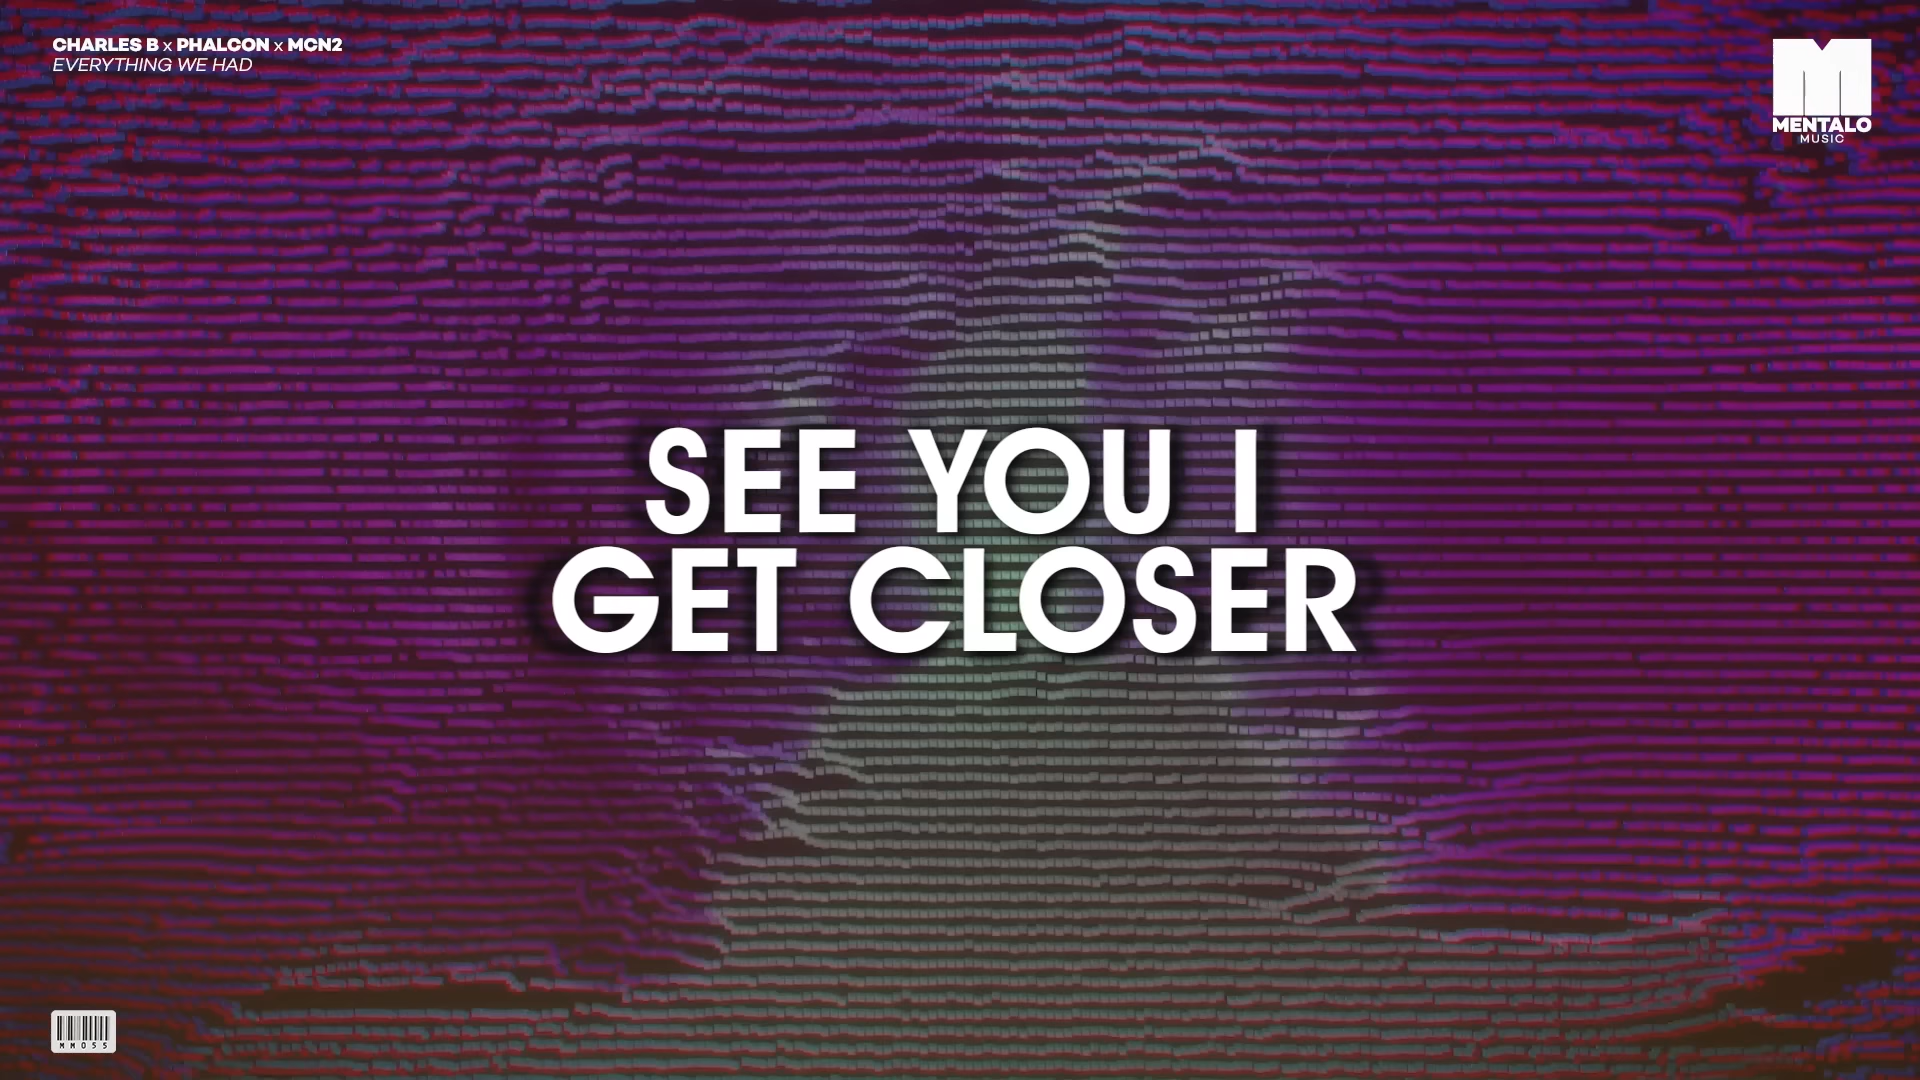 CHARLES B x PHALCON x MCN2
EVERYTHING WE HAD
MENTALO
MUSIC
SEE YOU I
GET CLOSER
MM055